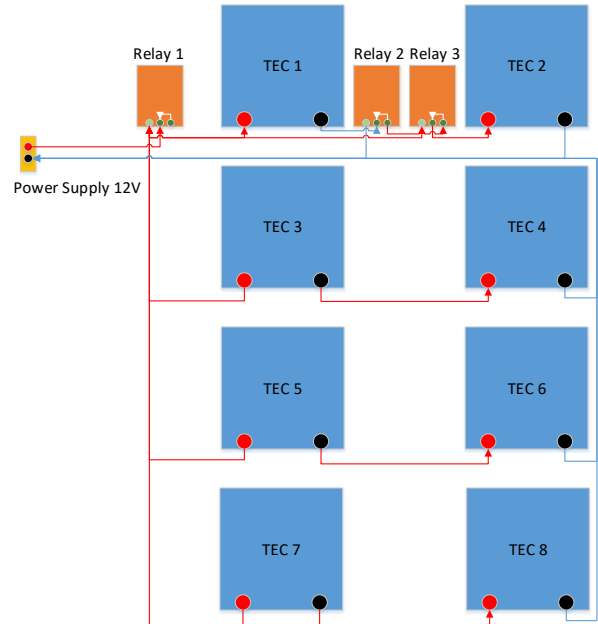 Relay 1
TEC 1
Relay 2
Relay 3
TEC 2
Power Supply 12V
TEC 3
TEC 4
TEC 5
TEC 6
TEC 7
TEC 8